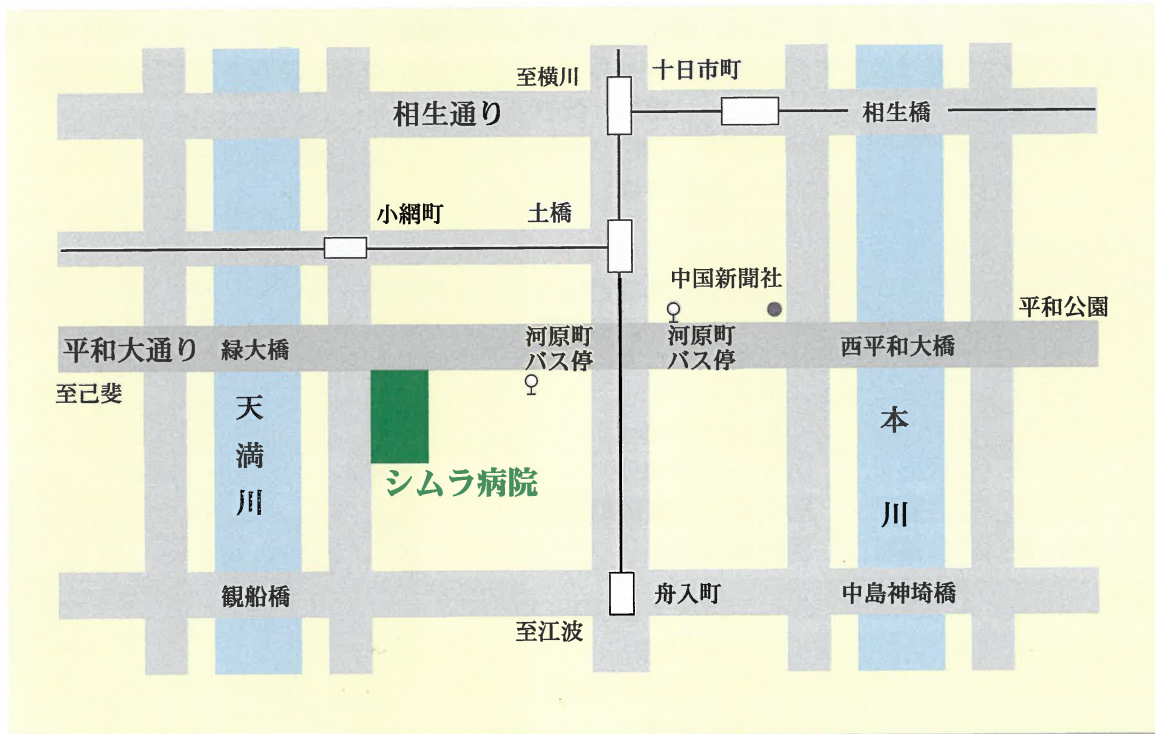 至横川
十日市町
相生通り
相生橋
小網町
土橋
中国新聞社
平和公園
平和大通り
緑大橋
河原町
バス停
河原町
バス停
西平和大橋
至己斐
天満川
本川
シムラ病院
観船橋
舟入町
中島神埼橋
至江波